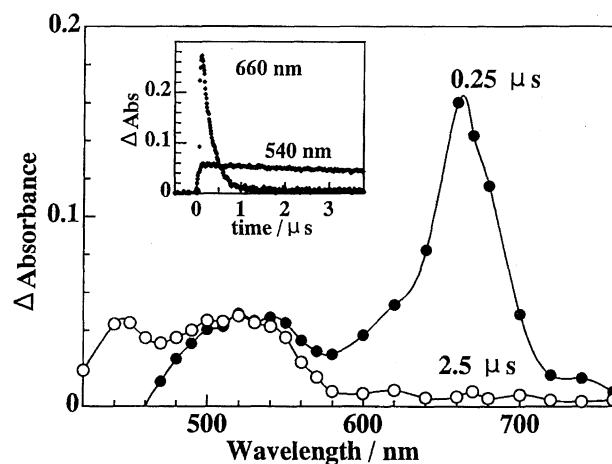 0.2
0.1
0
Δ Absorbance
500
600
700
Wavelength / nm
0.25 μs
2.5 μs
0.2
0.1
0
Δ Abs
660 nm
540 nm
0
1
2
3
time / μs